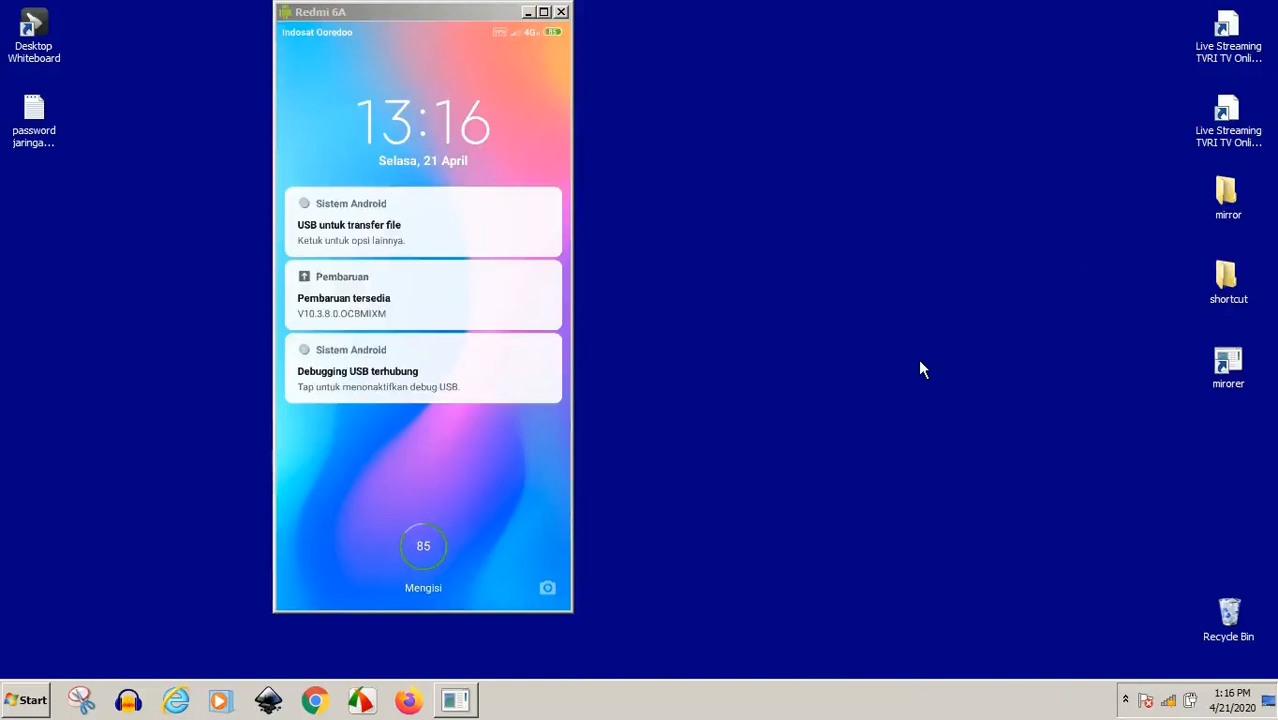 Desktop
Whiteboard
password
jaringa...
Redmi 6A
Indosat Ooredoo
4G
85
13:16
Selasa, 21 April
Sistem Android
USB untuk transfer file
Ketuk untuk opsi lainnya.
Pembaruan
Pembaruan tersedia
V10.3.8.0.OCBMIXM
Sistem Android
Debugging USB terhubung
Tap untuk menonaktifkan debug USB.
85
Mengisi
Live Streaming
TVRI TV Onli...
Live Streaming
TVRI TV Onli...
mirror
shortcut
mirorer
Recycle Bin
Start
1:16 PM
4/21/2020